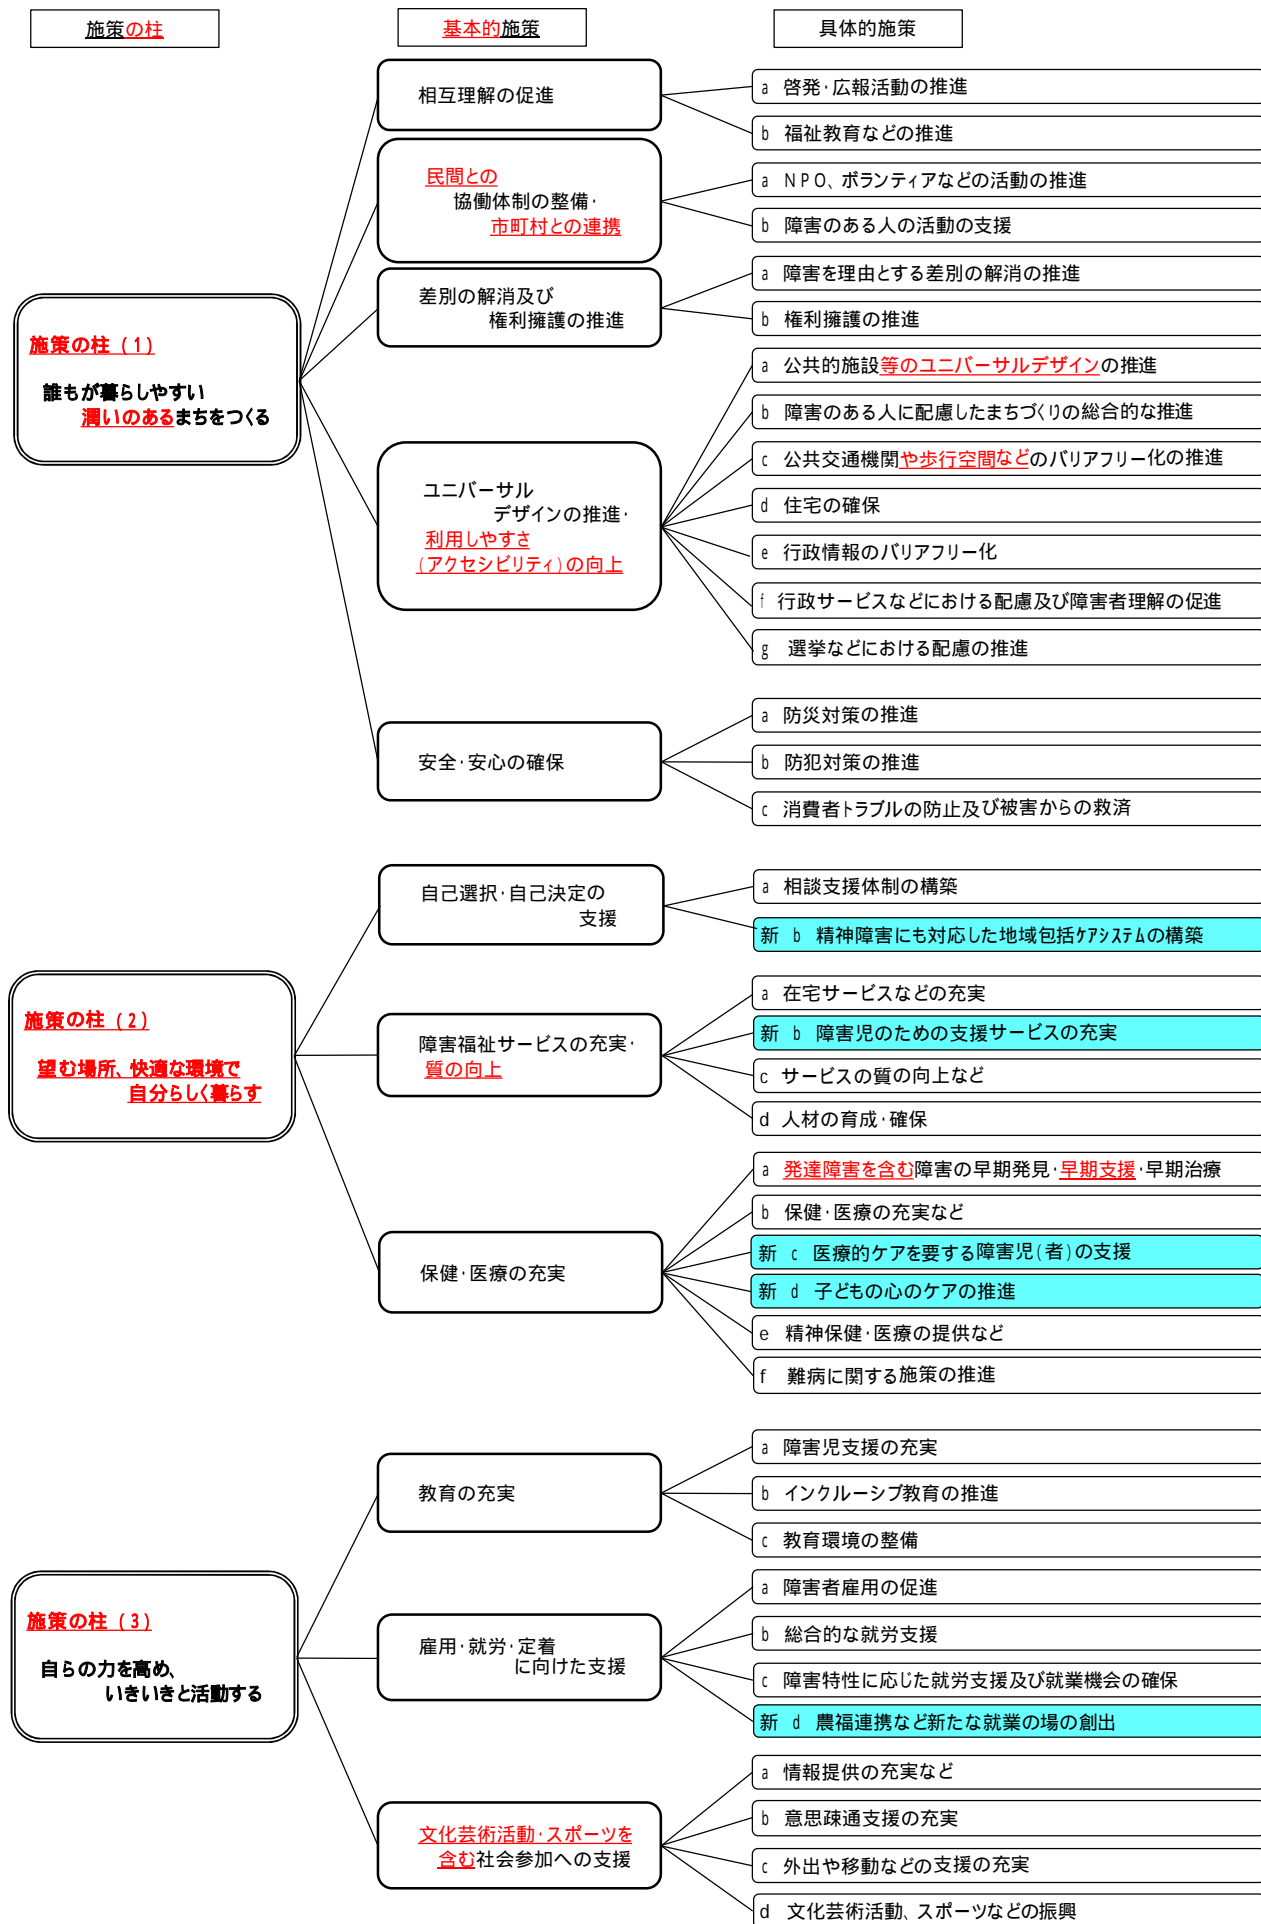 施策の柱
基本的施策
具体的施策
施策の柱（1）
誰もが暮らしやすい
潤いのあるまちをつくる
相互理解の促進
a 啓発・広報活動の推進
b 福祉教育などの推進
民間との
協働体制の整備・
市町村との連携
a NPO、ボランティアなどの活動の推進
b 障害のある人の活動の支援
差別の解消及び
権利擁護の推進
a 障害を理由とする差別の解消の推進
b 権利擁護の推進
ユニバーサル
デザインの推進・
利用しやすさ
(アクセシビリティ)の向上
a 公共的施設等のユニバーサルデザインの推進
b 障害のある人に配慮したまちづくりの総合的な推進
c 公共交通機関や歩行空間などのバリアフリー化の推進
d 住宅の確保
e 行政情報のバリアフリー化
f 行政サービスなどにおける配慮及び障害者理解の促進
g 選挙などにおける配慮の推進
安全・安心の確保
a 防災対策の推進
b 防犯対策の推進
c 消費者トラブルの防止及び被害からの救済
施策の柱（2）
望む場所、快適な環境で
自分らしく暮らす
自己選択・自己決定の
支援
a 相談支援体制の構築
新 b 精神障害にも対応した地域包括ｹｱｼｽﾃﾑの構築
障害福祉サービスの充実・
質の向上
a 在宅サービスなどの充実
新 b 障害児のための支援サービスの充実
c サービスの質の向上など
d 人材の育成・確保
保健・医療の充実
a 発達障害を含む障害の早期発見・早期支援・早期治療
b 保健・医療の充実など
新 c 医療的ケアを要する障害児(者)の支援
新 d 子どもの心のケアの推進
e 精神保健・医療の提供など
f 難病に関する施策の推進
施策の柱（3）
自らの力を高め、
いきいきと活動する
教育の充実
a 障害児支援の充実
b インクルーシブ教育の推進
c 教育環境の整備
雇用・就労・定着
に向けた支援
a 障害者雇用の促進
b 総合的な就労支援
c 障害特性に応じた就労支援及び就業機会の確保
新 d 農福連携など新たな就業の場の創出
文化芸術活動・スポーツを
含む社会参加への支援
a 情報提供の充実など
b 意思疎通支援の充実
c 外出や移動などの支援の充実
d 文化芸術活動、スポーツなどの振興